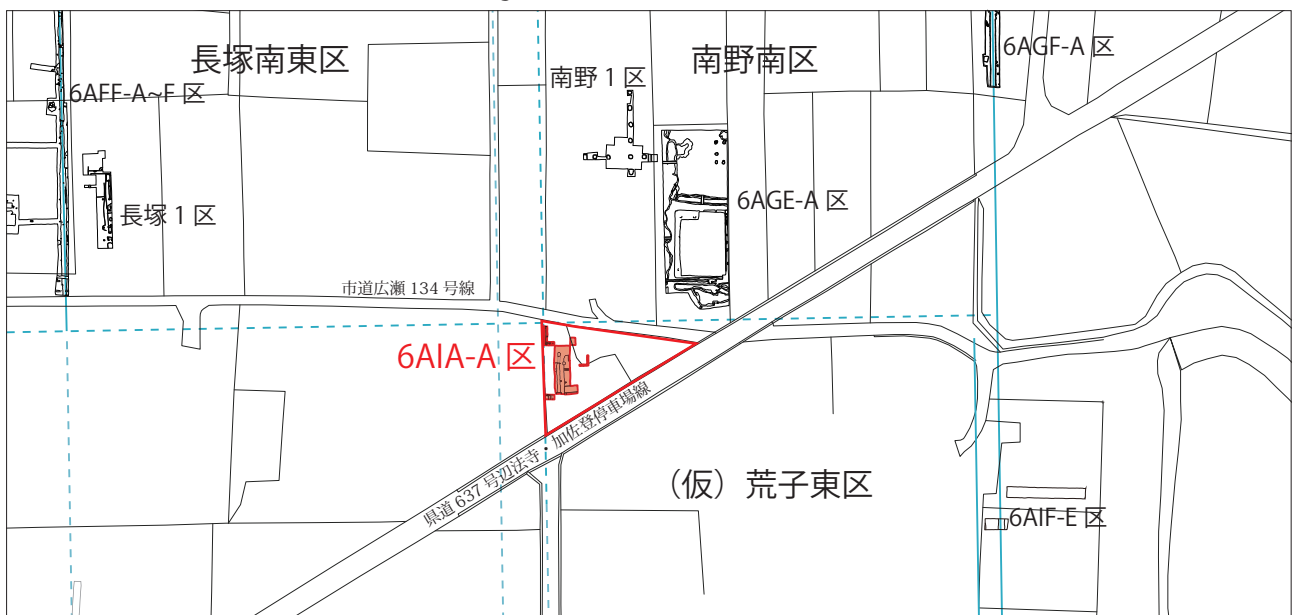 長塚南東区
南野南区
6AGF-A 区
6AFF-A~F 区
南野 1 区
長塚 1 区
6AGE-A 区
市道広瀬 134 号線
6AIA-A 区
県道 637 号辺法寺・加佐登停車場線
（仮）荒子東区
6AIF-E 区